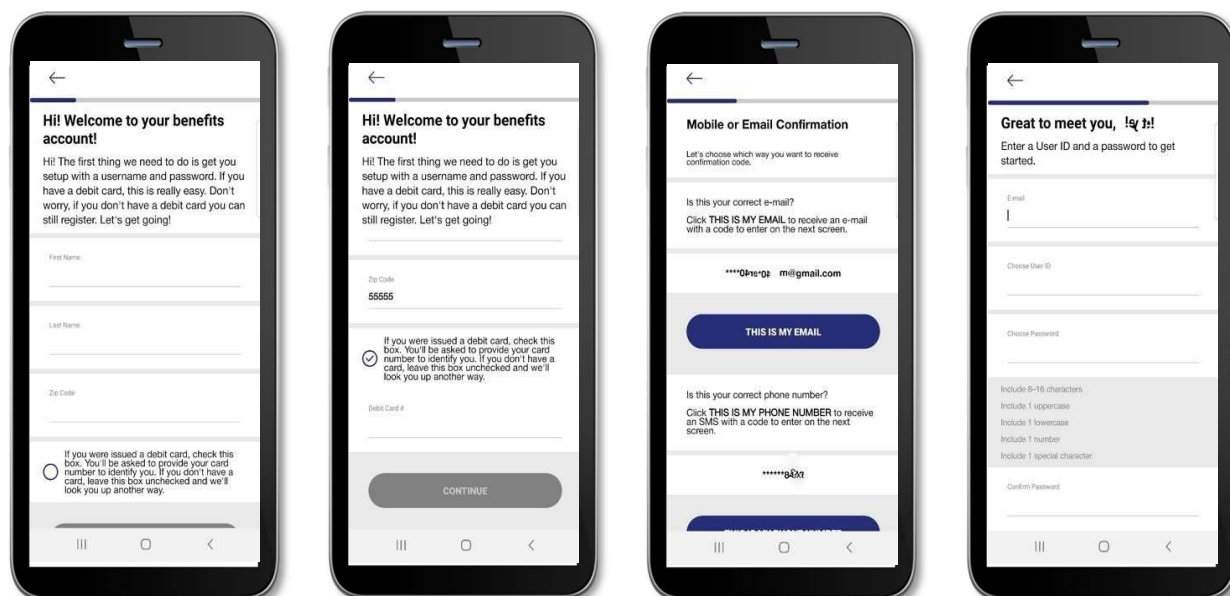 Hi! Welcome to your benefits
account!
Hi! The first thing we need to do is get you
setup with a username and password. If you
have a debit card, this is really easy. Don't
worry, if you don't have a debit card you can
still register. Let's get going!
First Name
Last Name
Zip Code
If you were issued a debit card, check this
box. You'll be asked to provide your card
number to identify you. If you don't have a
card, leave this box unchecked and we'll
look you up another way.
Hi! Welcome to your benefits
account!
Hi! The first thing we need to do is get you
setup with a username and password. If you
have a debit card, this is really easy. Don't
worry, if you don't have a debit card you can
still register. Let's get going!
Zip Code
55555
If you were issued a debit card, check this
box. You'll be asked to provide your card
number to identify you. If you don't have a
card, leave this box unchecked and we'll
look you up another way.
Debit Card #
CONTINUE
Mobile or Email Confirmation
Let's choose which way you want to receive
confirmation code.
Is this your correct e-mail?
Click THIS IS MY EMAIL to receive an e-mail
with a code to enter on the next screen.
m@gmail.com
THIS IS MY EMAIL
Is this your correct phone number?
Click THIS IS MY PHONE NUMBER to receive
an SMS with a code to enter on the next
screen.
Great to meet you,
Enter a User ID and a password to get
started.
Email
Choose User ID
Choose Password
Include 8–16 characters
Include 1 uppercase
Include 1 lowercase
Include 1 number
Include 1 special character
Confirm Password